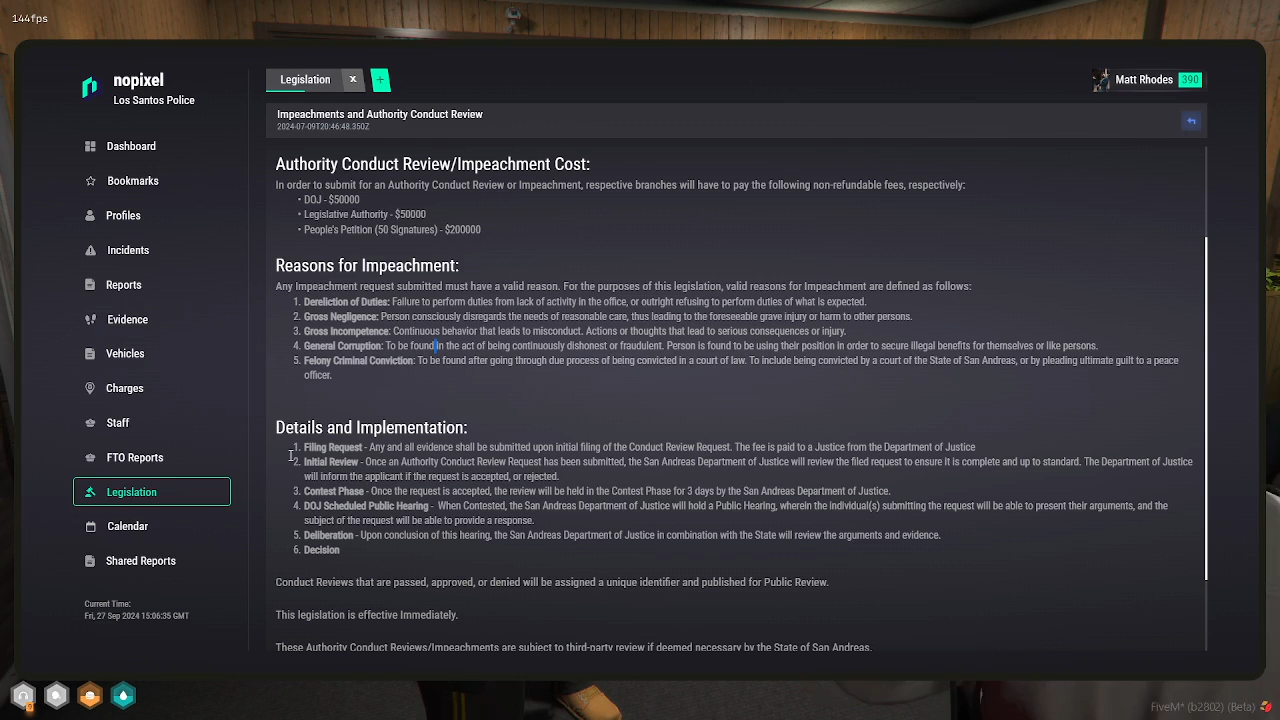 144fps
nopixel
Los Santos Police
Dashboard
Bookmarks
Profiles
Incidents
Reports
Evidence
Vehicles
Charges
Staff
FTO Reports
Legislation
Calendar
Shared Reports
Current Time:
Fri, 27 Sep 2024 15:06:35 GMT
Legislation x +
Matt Rhodes 390
Impeachments and Authority Conduct Review
2024-07-09T20:46:48.350Z
Authority Conduct Review/Impeachment Cost:
In order to submit for an Authority Conduct Review or Impeachment, respective branches will have to pay the following non-refundable fees, respectively:
• DOJ - $50000
• Legislative Authority - $50000
• People's Petition (50 Signatures) - $200000
Reasons for Impeachment:
Any Impeachment request submitted must have a valid reason. For the purposes of this legislation, valid reasons for Impeachment are defined as follows:
1. Dereliction of Duties: Failure to perform duties from lack of activity in the office, or outright refusing to perform duties of what is expected.
2. Gross Negligence: Person consciously disregards the needs of reasonable care, thus leading to the foreseeable grave injury or harm to other persons.
3. Gross Incompetence: Continuous behavior that leads to misconduct. Actions or thoughts that lead to serious consequences or injury.
4. General Corruption: To be found in the act of being continuously dishonest or fraudulent. Person is found to be using their position in order to secure illegal benefits for themselves or like persons.
5. Felony Criminal Conviction: To be found after going through due process of being convicted in a court of law. To include being convicted by a court of the State of San Andreas, or by pleading ultimate guilt to a peace
officer.
Details and Implementation:
1. Filing Request - Any and all evidence shall be submitted upon initial filing of the Conduct Review Request. The fee is paid to a Justice from the Department of Justice
2. Initial Review - Once an Authority Conduct Review Request has been submitted, the San Andreas Department of Justice will review the filed request to ensure it is complete and up to standard. The Department of Justice
will inform the applicant if the request is accepted, or rejected.
3. Contest Phase - Once the request is accepted, the review will be held in the Contest Phase for 3 days by the San Andreas Department of Justice.
4. DOJ Scheduled Public Hearing - When Contested, the San Andreas Department of Justice will hold a Public Hearing, wherein the individual(s) submitting the request will be able to present their arguments, and the
subject of the request will be able to provide a response.
5. Deliberation - Upon conclusion of this hearing, the San Andreas Department of Justice in combination with the State will review the arguments and evidence.
6. Decision
Conduct Reviews that are passed, approved, or denied will be assigned a unique identifier and published for Public Review.
This legislation is effective Immediately.
These Authority Conduct Reviews/Impeachments are subject to third-party review if deemed necessary by the State of San Andreas.
FiveM* (b2802) (Beta)